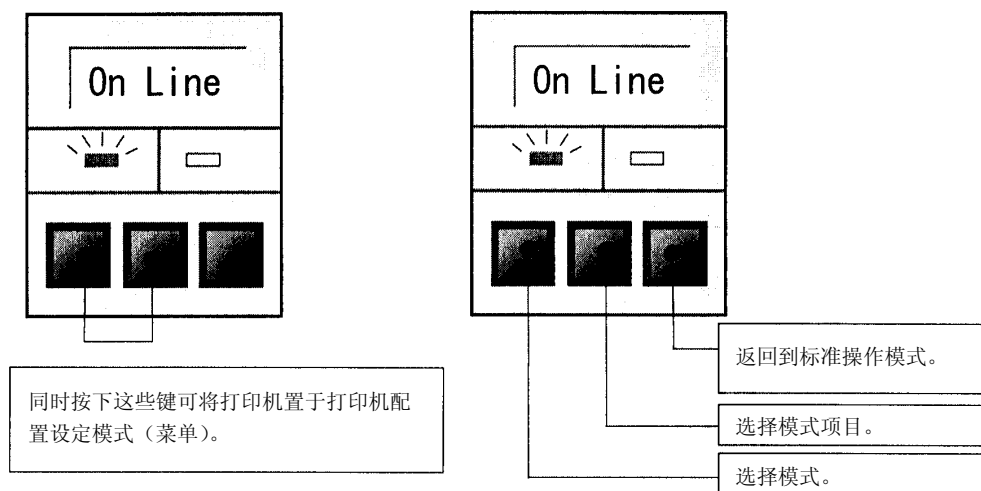 On Line
同时按下这些键可将打印机置于打印机配
置设定模式（菜单）。
On Line
返回到标准操作模式。
选择模式项目。
选择模式。